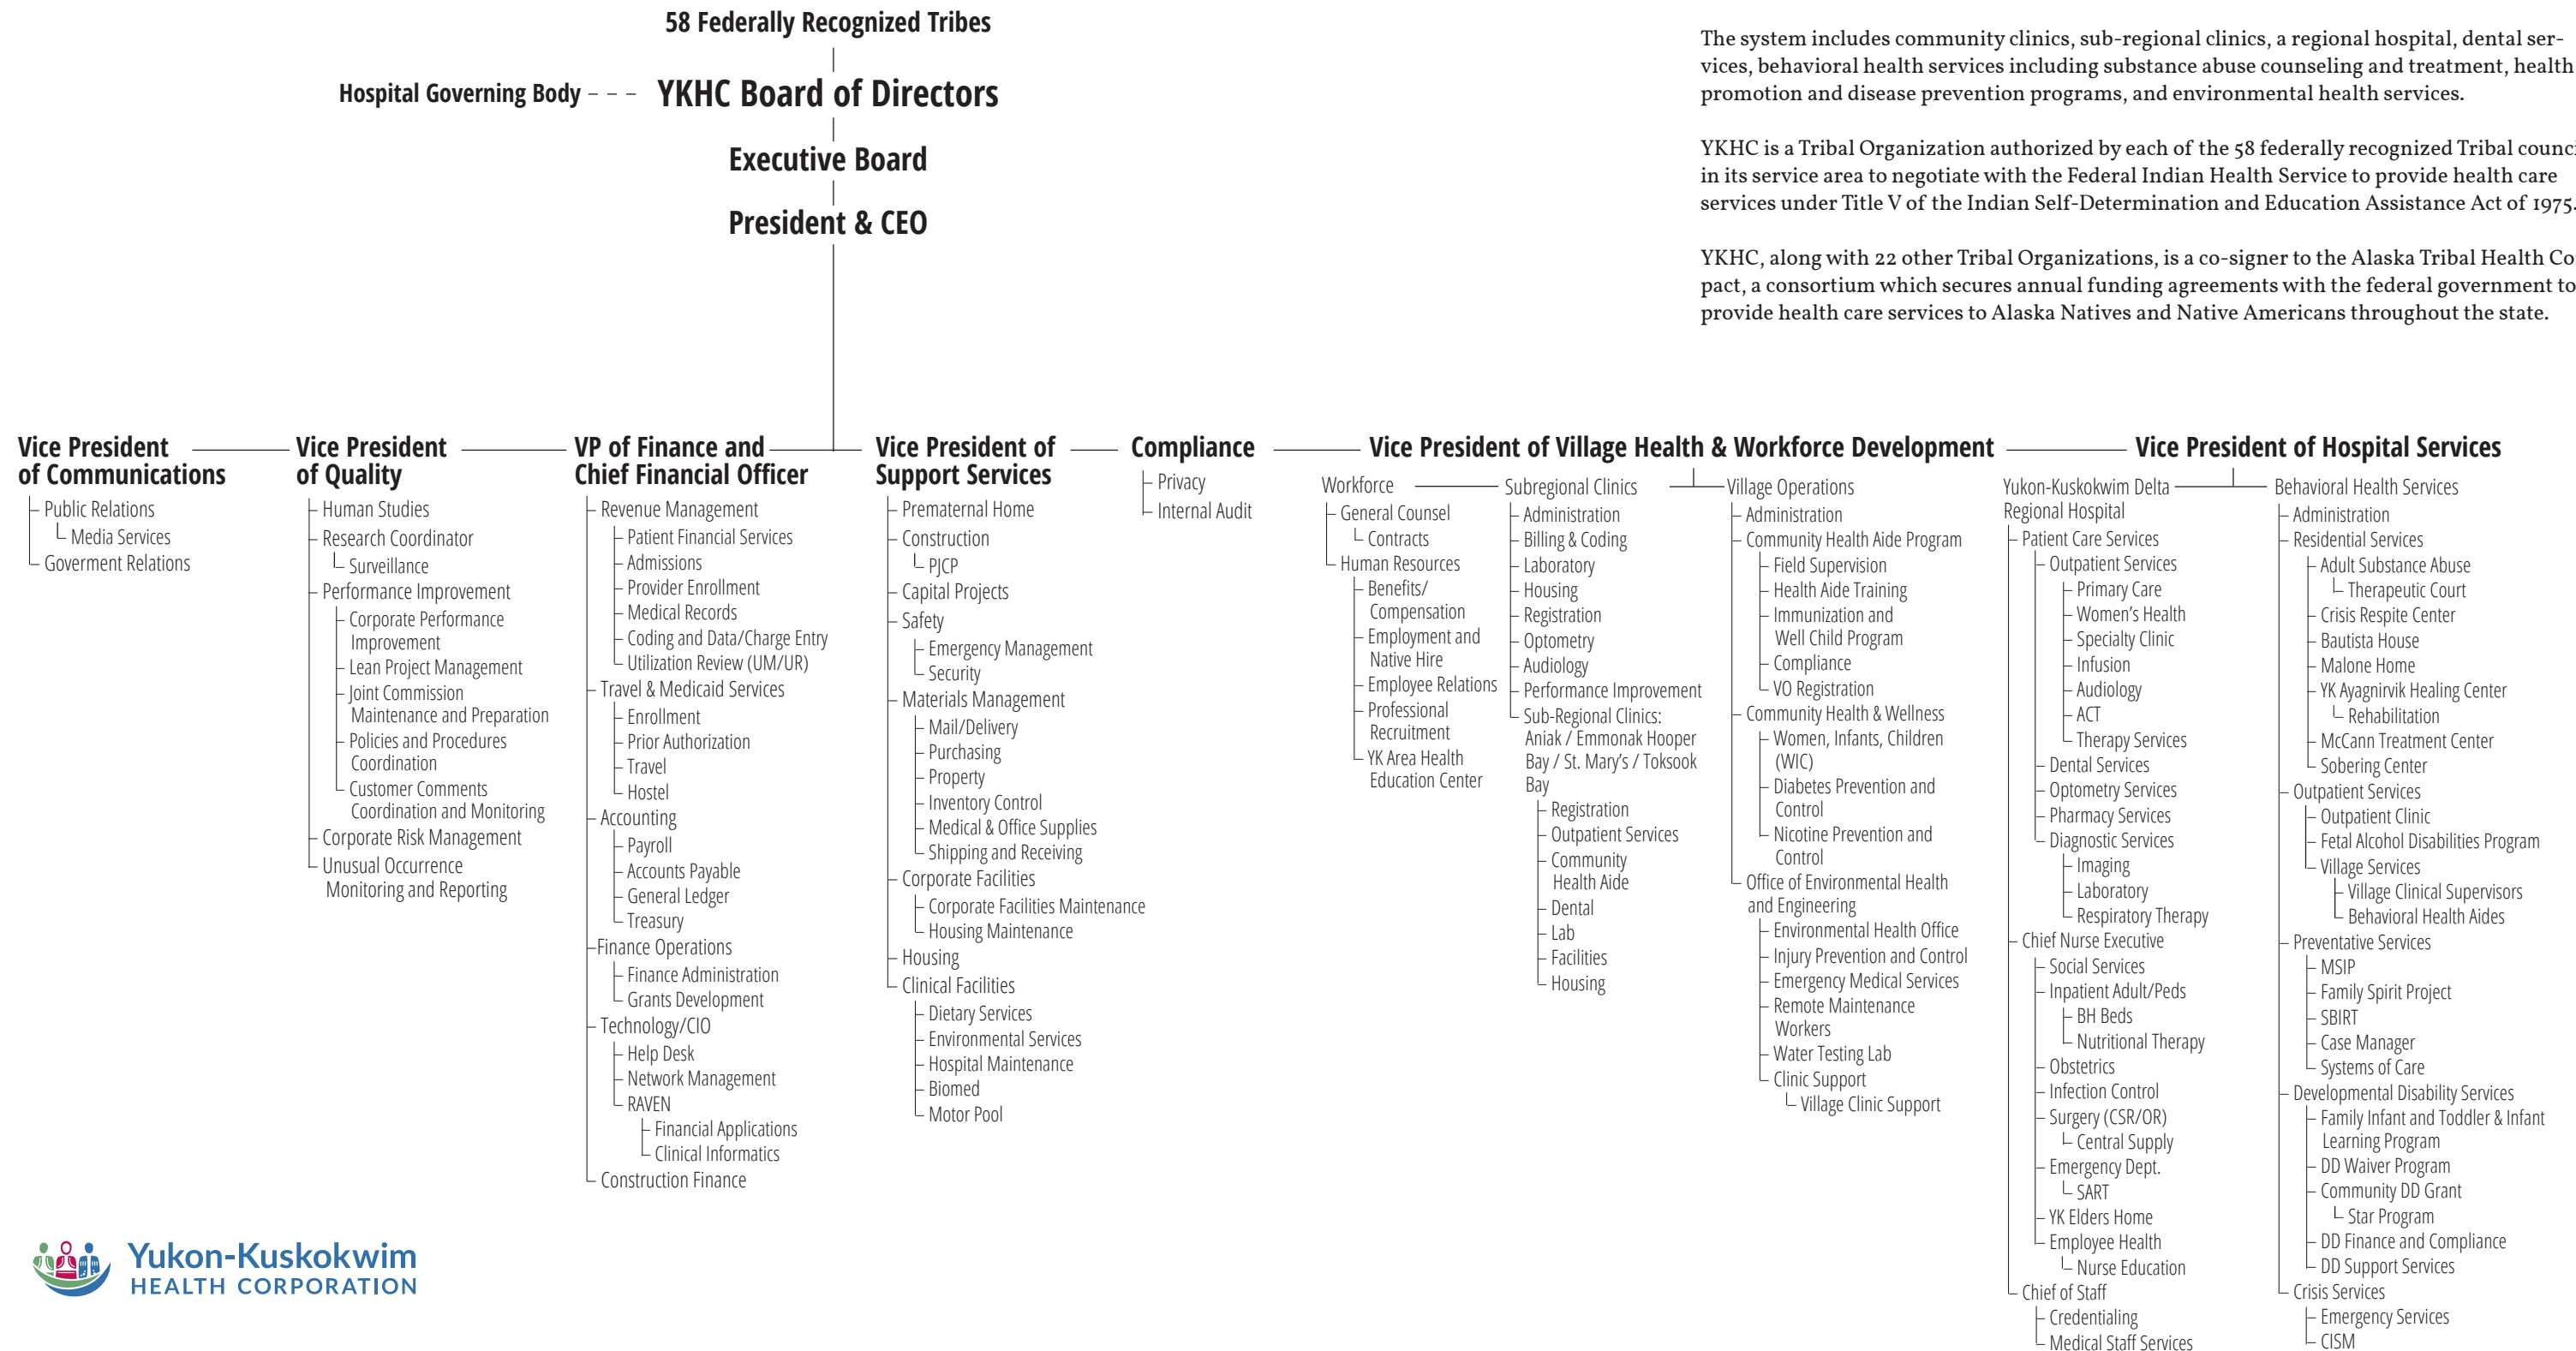 58 Federally Recognized Tribes
Hospital Governing Body
YKHC Board of Directors
Executive Board
President & CEO
The system includes community clinics, sub-regional clinics, a regional hospital, dental ser-
vices, behavioral health services including substance abuse counseling and treatment, health
promotion and disease prevention programs, and environmental health services.
YKHC is a Tribal Organization authorized by each of the 58 federally recognized Tribal
in its service area to negotiate with the Federal Indian Health Service to provide health care
services under Title V of the Indian Self-Determination and Education Assistance Act of 1975.
YKHC, along with 22 other Tribal Organizations, is a co-signer to the Alaska Tribal Health
pact, a consortium which secures annual funding agreements with the federal government to
provide health care services to Alaska Natives and Native Americans throughout the state.
Vice President
of Communications
Public Relations
Media Services
Goverment Relations
Vice President
of Quality
Human Studies
Research Coordinator
Surveillance
Performance Improvement
Corporate Performance
Improvement
Lean Project Management
Joint Commission
Maintenance and Preparation
Policies and Procedures
Coordination
Customer Comments
Coordination and Monitoring
Corporate Risk Management
Unusual Occurrence
Monitoring and Reporting
VP of Finance and
Chief Financial Officer
Revenue Management
Patient Financial Services
Admissions
Provider Enrollment
Medical Records
Coding and Data/Charge Entry
Utilization Review (UM/UR)
Travel & Medicaid Services
Enrollment
Prior Authorization
Travel
Hostel
Accounting
Payroll
Accounts Payable
General Ledger
Treasury
Finance Operations
Finance Administration
Grants Development
Technology/CIO
Help Desk
Network Management
RAVEN
Financial Applications
Clinical Informatics
Construction Finance
Vice President of
Support Services
Prematernal Home
Construction
PJCP
Capital Projects
Safety
Emergency Management
Security
Materials Management
Mail/Delivery
Purchasing
Property
Inventory Control
Medical & Office Supplies
Shipping and Receiving
Corporate Facilities
Corporate Facilities Maintenance
Housing Maintenance
Housing
Clinical Facilities
Dietary Services
Environmental Services
Hospital Maintenance
Biomed
Motor Pool
Compliance
Privacy
Internal Audit
Vice President of Village Health & Workforce Development
Workforce
General Counsel
Contracts
Human Resources
Benefits/
Compensation
Employment and
Native Hire
Employee Relations
Professional
Recruitment
YK Area Health
Education Center
Subregional Clinics
Administration
Billing & Coding
Laboratory
Housing
Registration
Optometry
Audiology
Performance Improvement
Sub-Regional Clinics:
Aniak / Emmonak Hooper
Bay / St. Mary's / Toksook
Bay
Registration
Outpatient Services
Community
Health Aide
Dental
Lab
Facilities
Housing
Village Operations
Administration
Community Health Aide Program
Field Supervision
Health Aide Training
Immunization and
Well Child Program
Compliance
VO Registration
Community Health & Wellness
Women, Infants, Children
(WIC)
Diabetes Prevention and
Control
Nicotine Prevention and
Control
Office of Environmental Health
and Engineering
Environmental Health Office
Injury Prevention and Control
Emergency Medical Services
Remote Maintenance
Workers
Water Testing Lab
Clinic Support
Village Clinic Support
Vice President of Hospital Services
Yukon-Kuskokwim Delta
Regional Hospital
Patient Care Services
Outpatient Services
Primary Care
Women's Health
Specialty Clinic
Infusion
Audiology
ACT
Therapy Services
Dental Services
Optometry Services
Pharmacy Services
Diagnostic Services
Imaging
Laboratory
Respiratory Therapy
Chief Nurse Executive
Social Services
Inpatient Adult/Peds
BH Beds
Nutritional Therapy
Obstetrics
Infection Control
Surgery (CSR/OR)
Central Supply
Emergency Dept.
SART
YK Elders Home
Employee Health
Nurse Education
Chief of Staff
Credentialing
Medical Staff Services
Behavioral Health Services
Administration
Residential Services
Adult Substance Abuse
Therapeutic Court
Crisis Respite Center
Bautista House
Malone Home
YK Ayagnirvik Healing Center
Rehabilitation
McCann Treatment Center
Sobering Center
Outpatient Services
Outpatient Clinic
Fetal Alcohol Disabilities Program
Village Services
Village Clinical Supervisors
Behavioral Health Aides
Preventative Services
MSIP
Family Spirit Project
SBIRT
Case Manager
Systems of Care
Developmental Disability Services
Family Infant and Toddler & Infant
Learning Program
DD Waiver Program
Community DD Grant
Star Program
DD Finance and Compliance
DD Support Services
Crisis Services
Emergency Services
CISM
Yukon-Kuskokwim
HEALTH CORPORATION